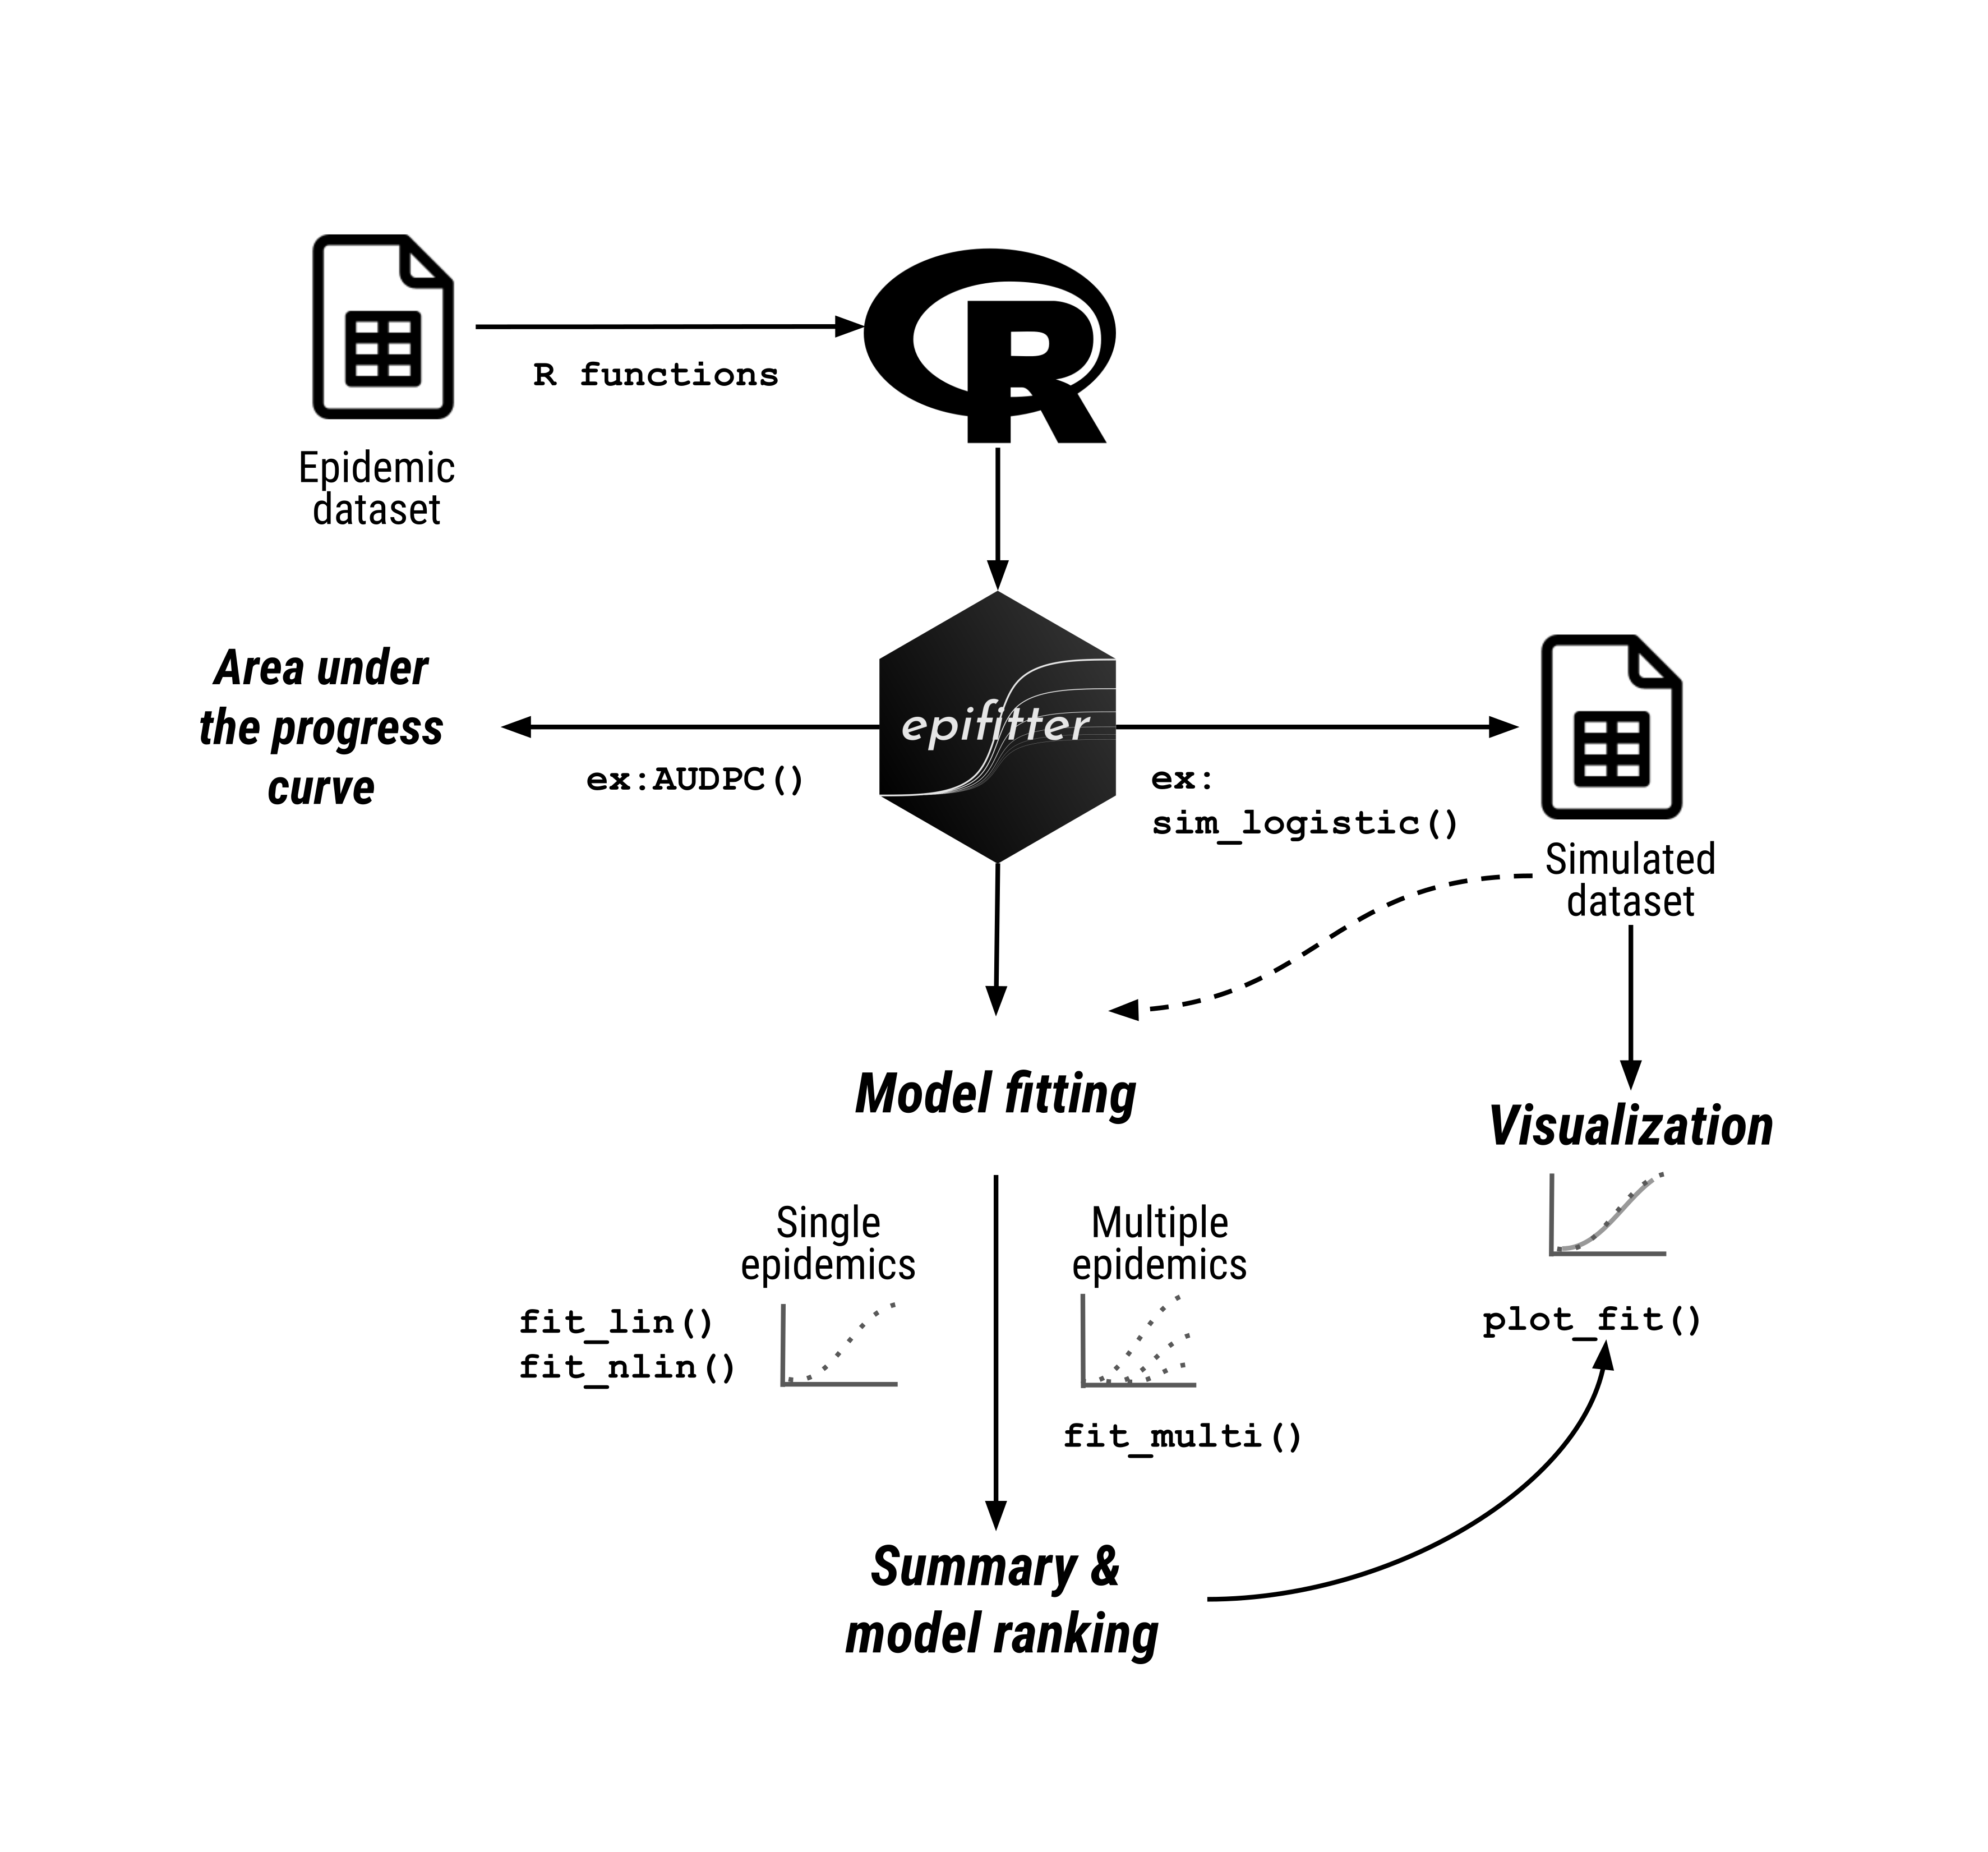 R functions
Epidemic
dataset
R
Area under
the progress
curve
epifitter
ex:AUDPC()
ex:
sim_logistic()
Simulated
dataset
Model fitting
Visualization
Single
epidemics
Multiple
epidemics
fit_lin()
fit_nlin()
plot_fit()
fit_multi()
Summary &
model ranking